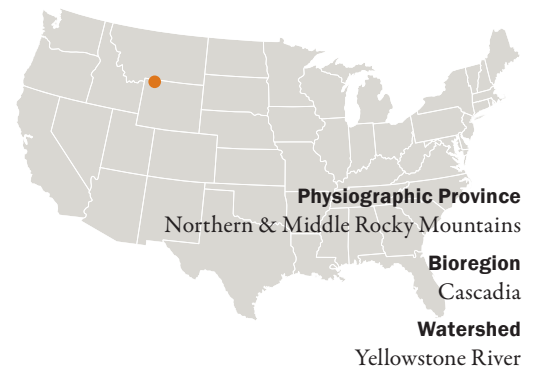 Physiographic Province
Northern & Middle Rocky Mountains
Bioregion
Cascadia
Watershed
Yellowstone River